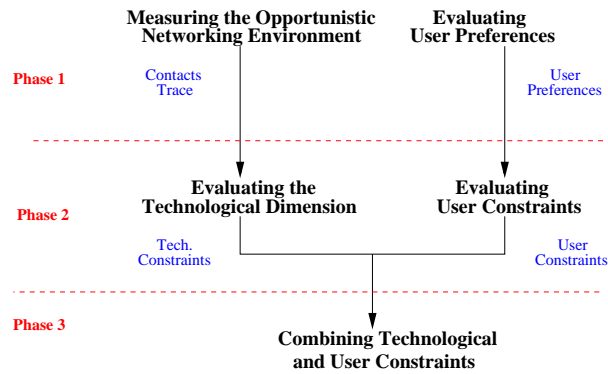 Measuring the Opportunistic
Networking Environment
Evaluating
User Preferences
Phase 1
Contacts
Trace
User
Preferences
Phase 2
Evaluating the
Technological Dimension
Evaluating
User Constraints
Tech.
Constraints
User
Constraints
Phase 3
Combining Technological
and User Constraints